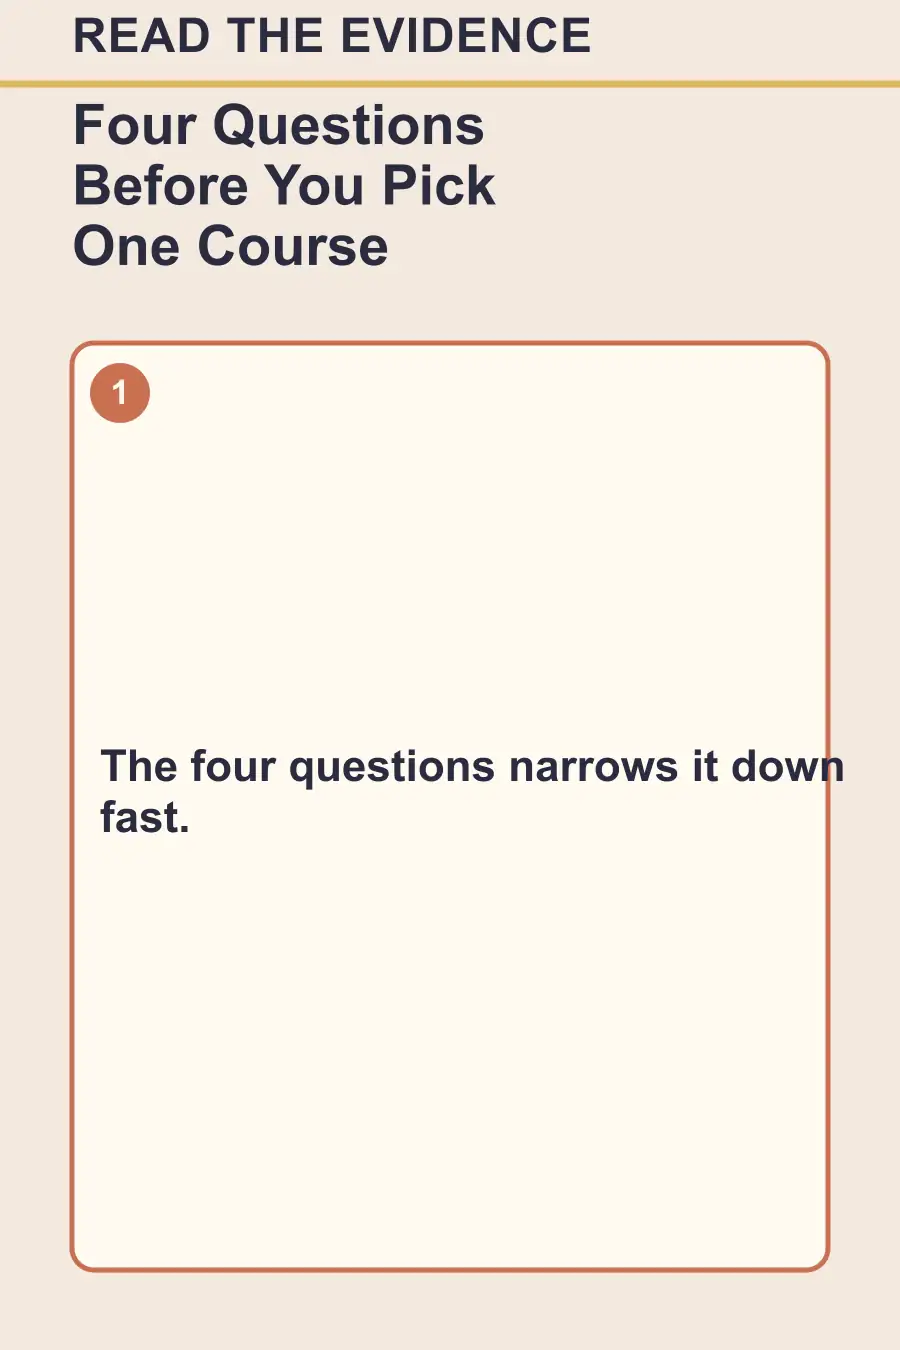 READ THE EVIDENCE
Four Questions
Before You Pick
One Course
1
The four questions narrows it down
fast.